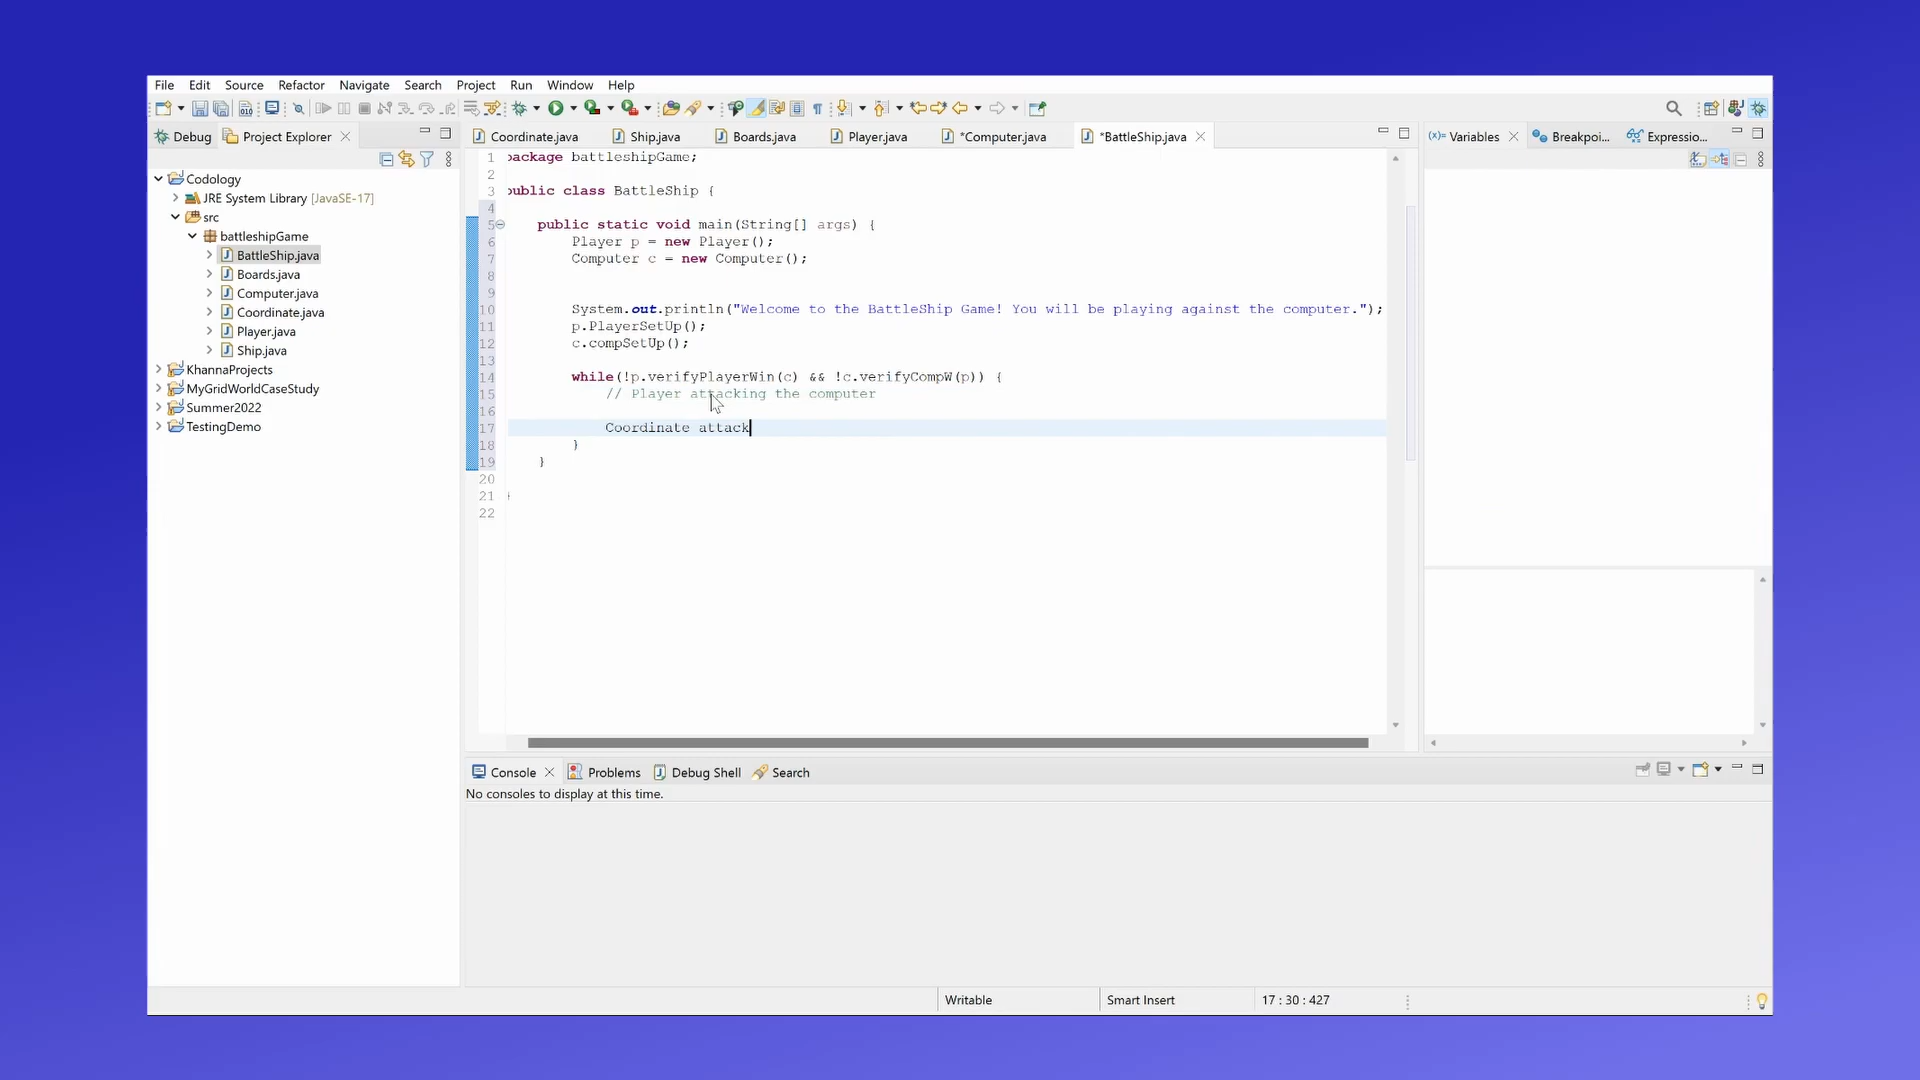 File Edit Source Refactor Navigate Search Project Run Window Help
Debug Project Explorer
Coordinate.java Ship.java Boards.java Player.java *Computer.java *BattleShip.java
Variables Breakpoi... Expressio...
Codology
JRE System Library [JavaSE-17]
src
battleshipGame
BattleShip.java
Boards.java
Computer.java
Coordinate.java
Player.java
Ship.java
KhannaProjects
MyGridWorldCaseStudy
Summer2022
TestingDemo
1 package battleshipGame;
2
3 public class BattleShip {
4
5 public static void main(String[] args) {
6 Player p = new Player();
7 Computer c = new Computer();
8
9
10 System.out.println("Welcome to the BattleShip Game! You will be playing against the computer.");
11 p.PlayerSetUp();
12 c.compSetUp();
13
14 while(!p.verifyPlayerWin(c) && !c.verifyCompW(p)) {
15 // Player attacking the computer
16
17 Coordinate attack
18 }
19 }
20
21 }
22
Console Problems Debug Shell Search
No consoles to display at this time.
Writable Smart Insert 17 : 30 : 427